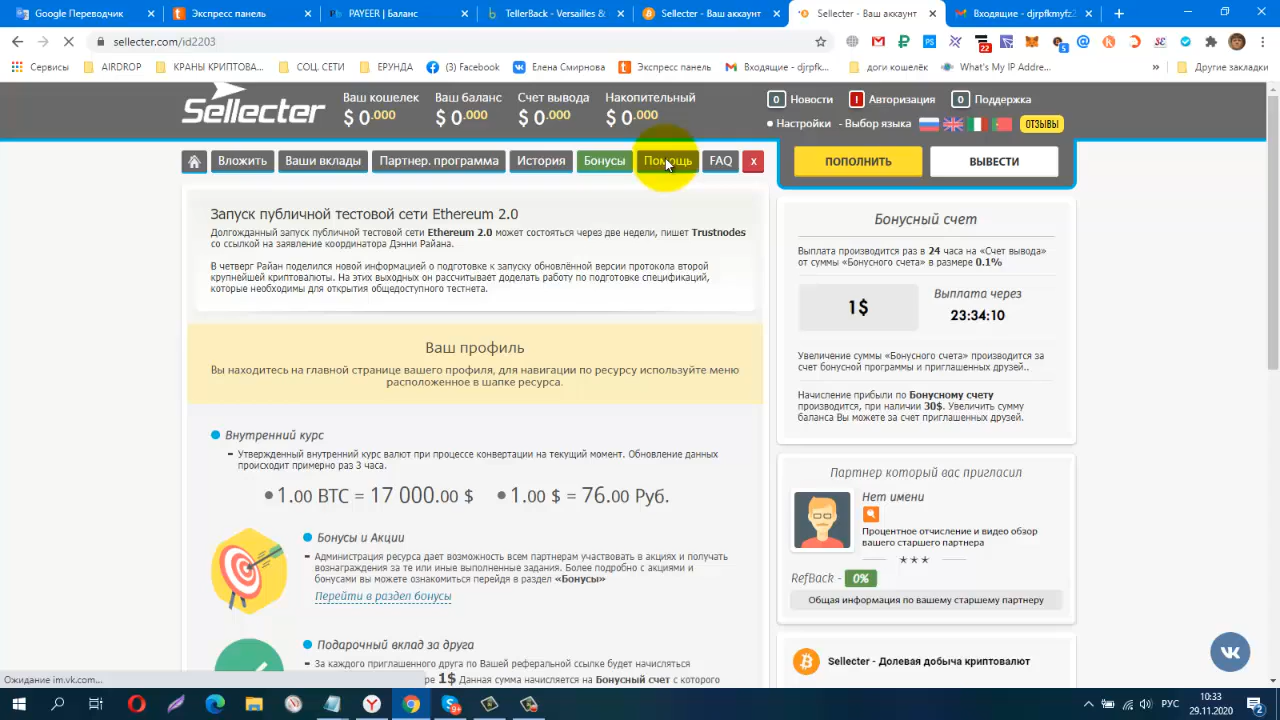 Google Переводчик
Экспресс панель
PAYEER | Баланс
TellerBack - Versailles &
Sellecter - Ваш аккаунт
Sellecter - Ваш аккаунт
Входящие - djrpfkmyfz2
sellecter.com/id2203
22
5
Сервисы
AIRDROP
КРАНЫ КРИПТОВА...
СОЦ. СЕТИ
ЕРУНДА
(3) Facebook
Елена Смирнова
Экспресс панель
Входящие - djrpfk...
доги кошелёк
What's My IP Addre...
»
Другие закладки
Sellecter
Ваш кошелек
$ 0.000
Ваш баланс
$ 0.000
Счет вывода
$ 0.000
Накопительный
$ 0.000
0 Новости
! Авторизация
0 Поддержка
Настройки
- Выбор языка
ОТЗЫВЫ
Вложить
Ваши вклады
Партнер. программа
История
Бонусы
Помощь
FAQ
x
ПОПОЛНИТЬ
ВЫВЕСТИ
Запуск публичной тестовой сети Ethereum 2.0
Долгожданный запуск публичной тестовой сети Ethereum 2.0 может состояться через две недели, пишет Trustnodes
со ссылкой на заявление координатора Дэнни Райана.
В четверг Райан поделился новой информацией о подготовке к запуску обновлённой версии протокола второй
крупнейшей криптовалюты. На этих выходных он рассчитывает доделать работу по подготовке спецификаций,
которые необходимы для открытия общедоступного тестнета.
Ваш профиль
Вы находитесь на главной странице вашего профиля, для навигации по ресурсу используйте меню
расположенное в шапке ресурса.
Внутренний курс
- Утвержденный внутренний курс валют при процессе конвертации на текущий момент. Обновление данных
происходит примерно раз 3 часа.
1.00 BTC = 17 000.00 $
1.00 $ = 76.00 Руб.
Бонусы и Акции
- Администрация ресурса дает возможность всем партнерам участвовать в акциях и получать
вознаграждения за те или иные выполненные задания. Более подробно с акциями и
бонусами вы можете ознакомиться перейдя в раздел «Бонусы»
Перейти в раздел бонусы
Подарочный вклад за друга
- За каждого приглашенного друга по Вашей реферальной ссылке будет начисляться
ре 1$ Данная сумма начисляется на Бонусный счет с которого
Бонусный счет
Выплата производится раз в 24 часа на «Счет вывода»
от суммы «Бонусного счета» в размере 0.1%
1$
Выплата через
23:34:10
Увеличение суммы «Бонусного счета» производится за
счет бонусной программы и приглашенных друзей..
Начисление прибыли по Бонусному счету
производится, при наличии 30$. Увеличить сумму
баланса Вы можете за счет приглашенных друзей.
Партнер который вас пригласил
Нет имени
Процентное отчисление и видео обзор
вашего старшего партнера
* * *
RefBack - 0%
Общая информация по вашему старшему партнеру
Sellecter - Долевая добыча криптовалют
Ожидание im.vk.com...
РУС
10:33
29.11.2020
2